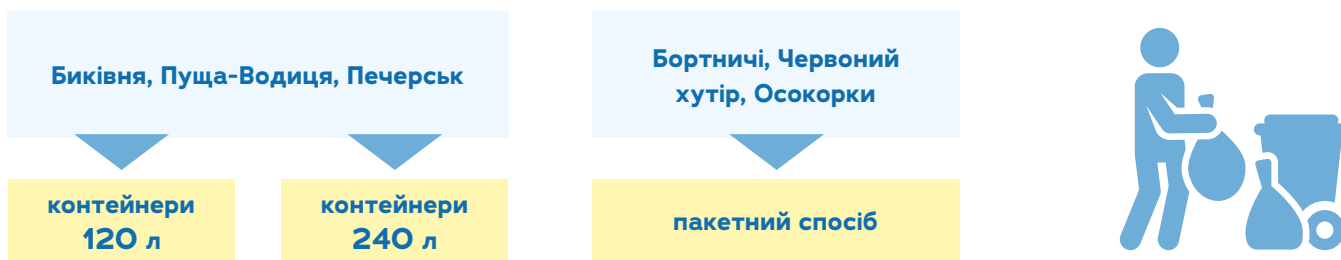 Биківня, Пуща-Водиця, Печерськ
контейнери
120 л
контейнери
240 л
Бортничі, Червоний
хутір, Осокорки
пакетний спосіб